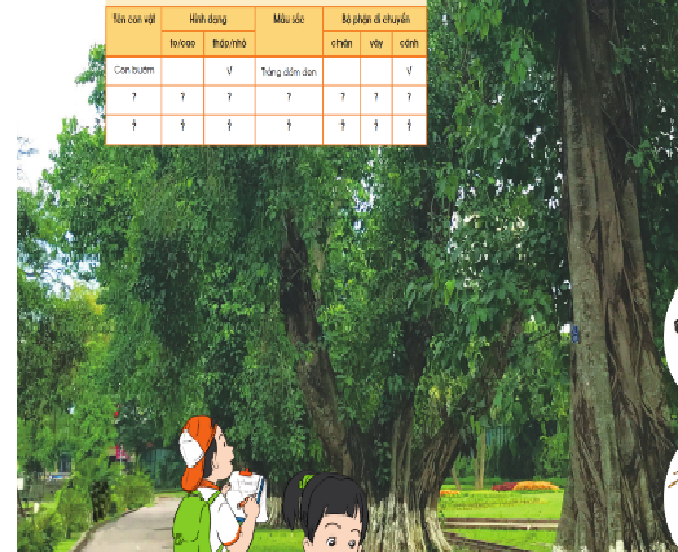 Tên con vật Hình dạng Màu sắc Bộ phận di chuyển
to/cao thấp/nhỏ chân vây cánh
Con bướm √ Trắng đốm đen √
? ? ? ? ? ? ?
? ? ? ? ? ? ?